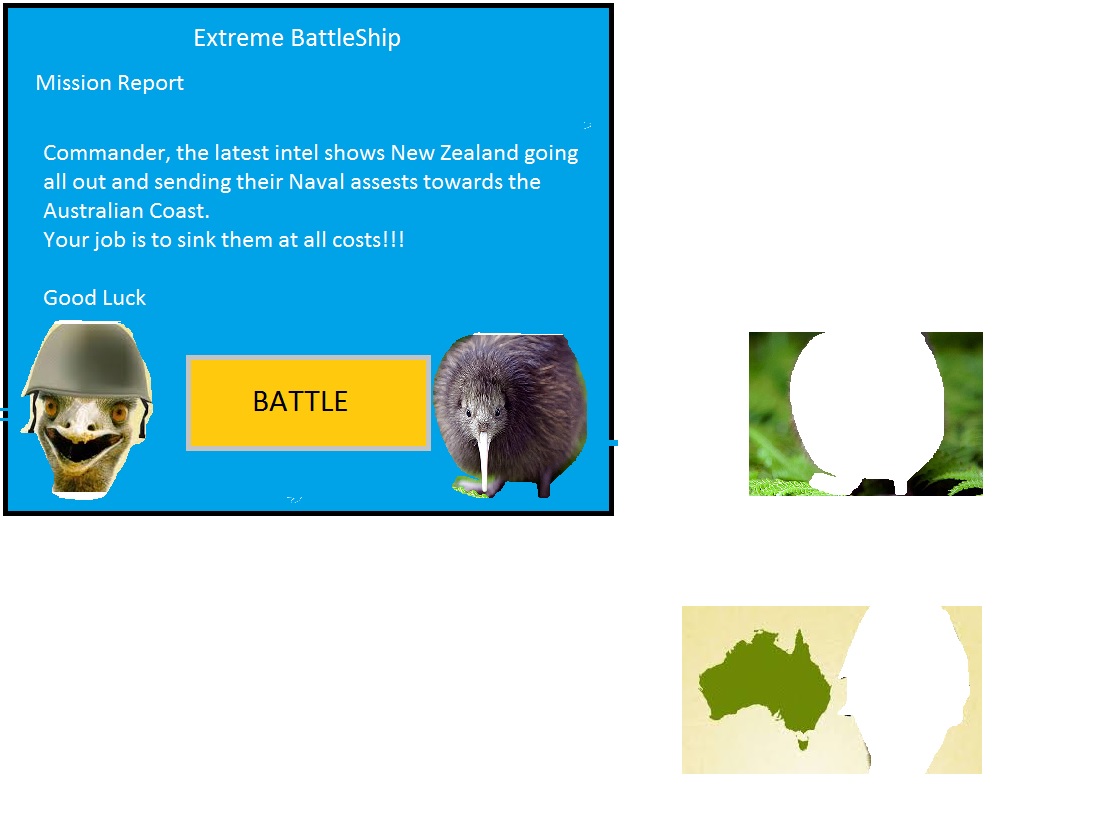 Extreme BattleShip
Mission Report
Commander, the latest intel shows New Zealand going
all out and sending their Naval assests towards the
Australian Coast.
Your job is to sink them at all costs!!!
Good Luck
BATTLE